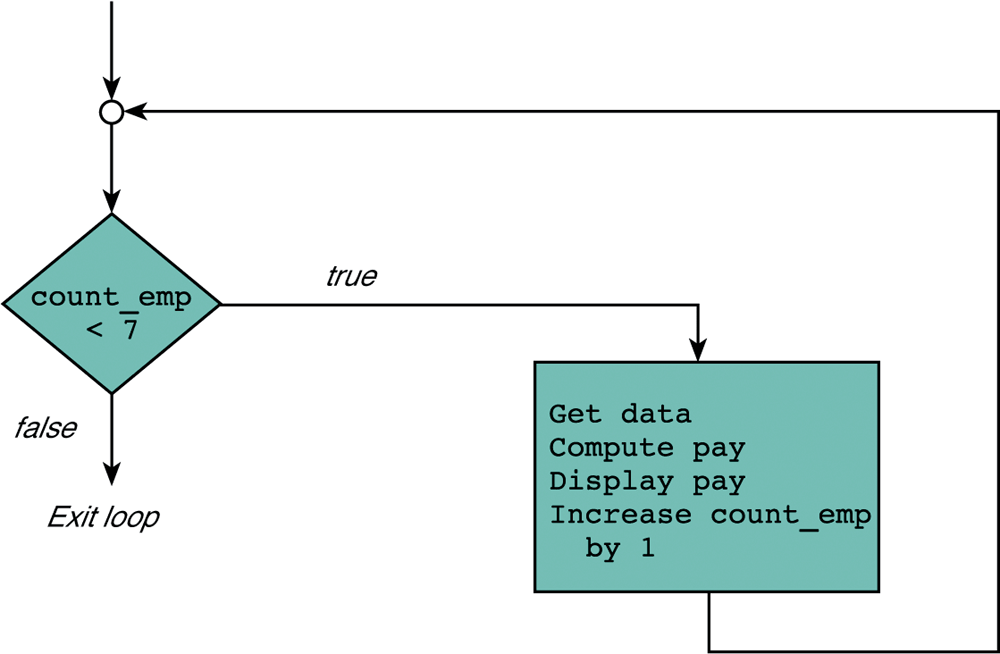 true
count_emp
< 7
false
Exit loop
Get data
Compute pay
Display pay
Increase count_emp
by 1